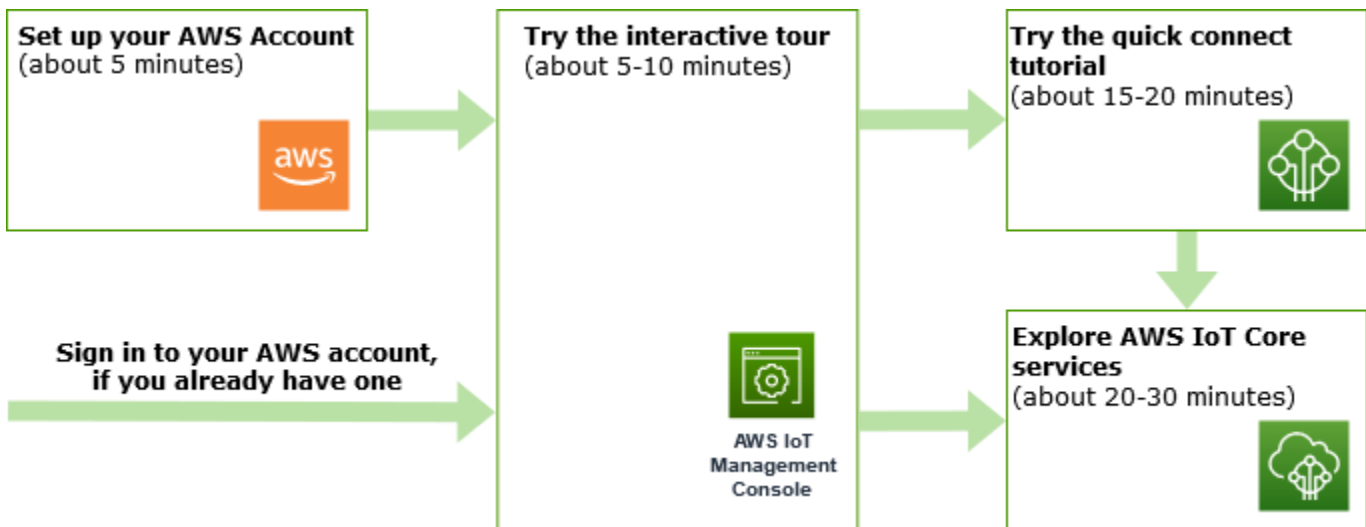 Set up your AWS Account
(about 5 minutes)
aws
Sign in to your AWS account,
if you already have one
Try the interactive tour
(about 5-10 minutes)
AWS IoT
Management
Console
Try the quick connect
tutorial
(about 15-20 minutes)
Explore AWS IoT Core
services
(about 20-30 minutes)